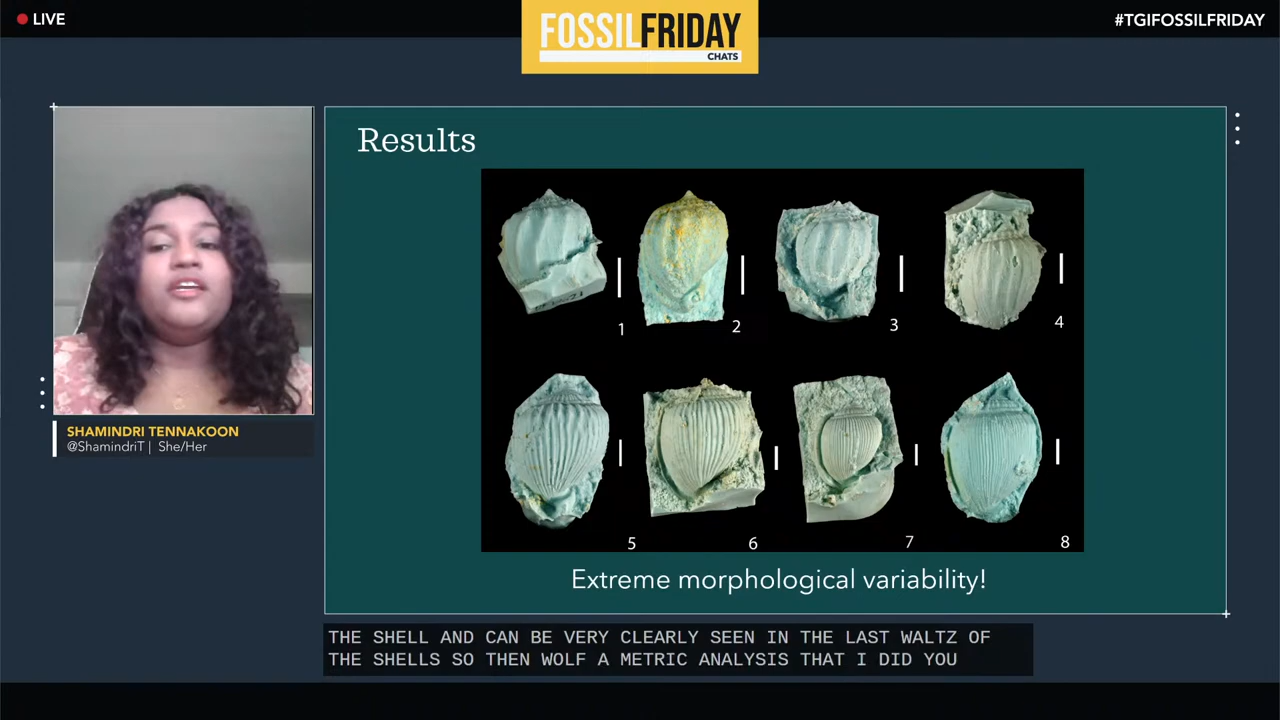 LIVE
FOSSILFRIDAY
CHATS
#TGIFOSSILFRIDAY
Results
1
2
3
4
5
6
7
8
Extreme morphological variability!
SHAMINDRI TENNAKOON
@ShamindriT | She/Her
THE SHELL AND CAN BE VERY CLEARLY SEEN IN THE LAST WALTZ OF
THE SHELLS SO THEN WOLF A METRIC ANALYSIS THAT I DID YOU